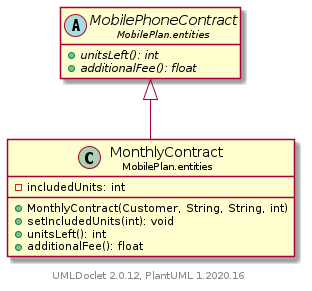 A MobilePhoneContract
MobilePlan.entities
unitsLeft(): int
additionalFee(): float
C MonthlyContract
MobilePlan.entities
includedUnits: int
MonthlyContract(Customer, String, String, int)
setIncludedUnits(int): void
unitsLeft(): int
additionalFee(): float
UMLDoclet 2.0.12, PlantUML 1.2020.16